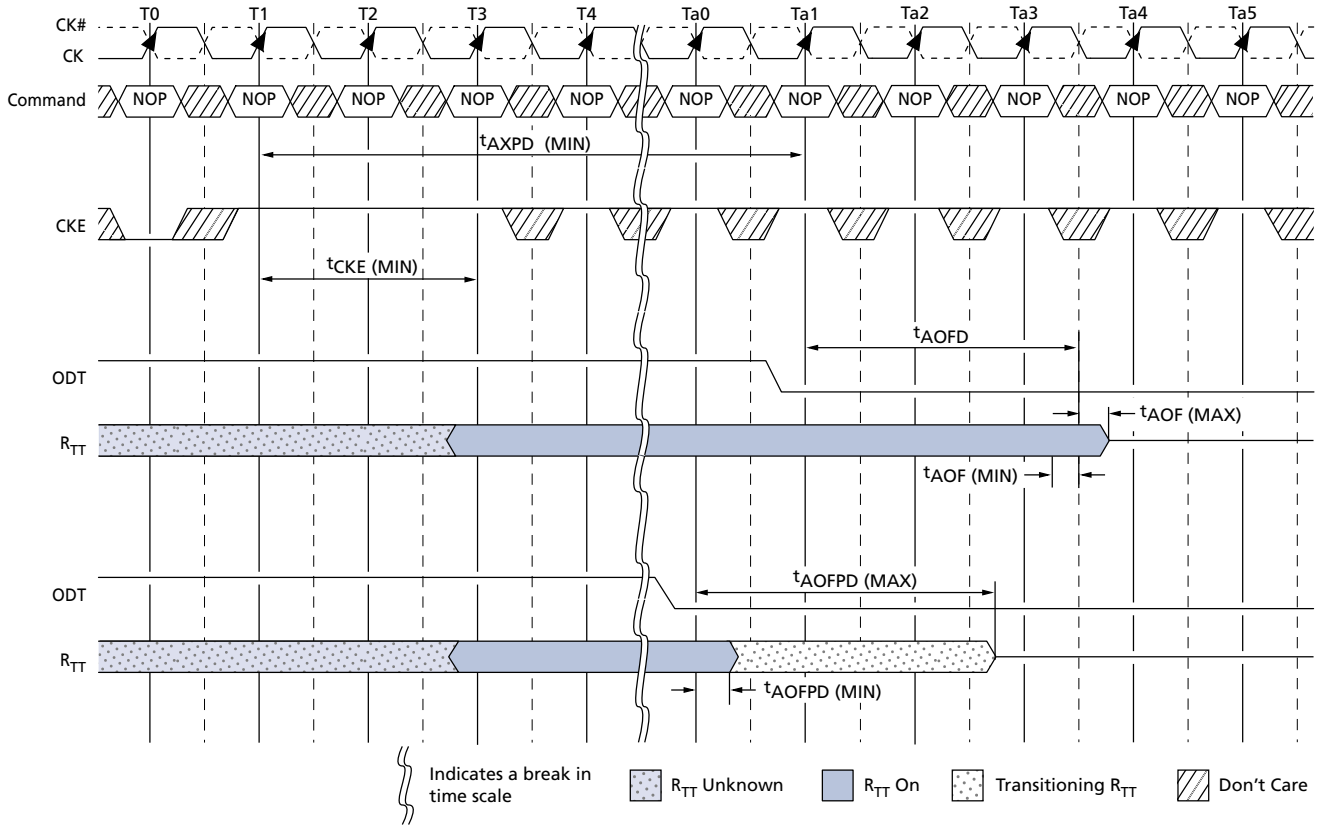 T0 T1 T2 T3 T4 Ta0 Ta1 Ta2 Ta3 Ta4 Ta5
CK#
CK
Command NOP NOP NOP NOP NOP NOP NOP NOP NOP NOP NOP
tAXPD (MIN)
CKE
tCKE (MIN)
tAOFD
ODT
tAOF (MAX)
RTT
tAOF (MIN)
tAOFPD (MAX)
ODT
RTT
tAOFPD (MIN)
Indicates a break in
time scale
RTT Unknown
RTT On
Transitioning RTT
Don't Care